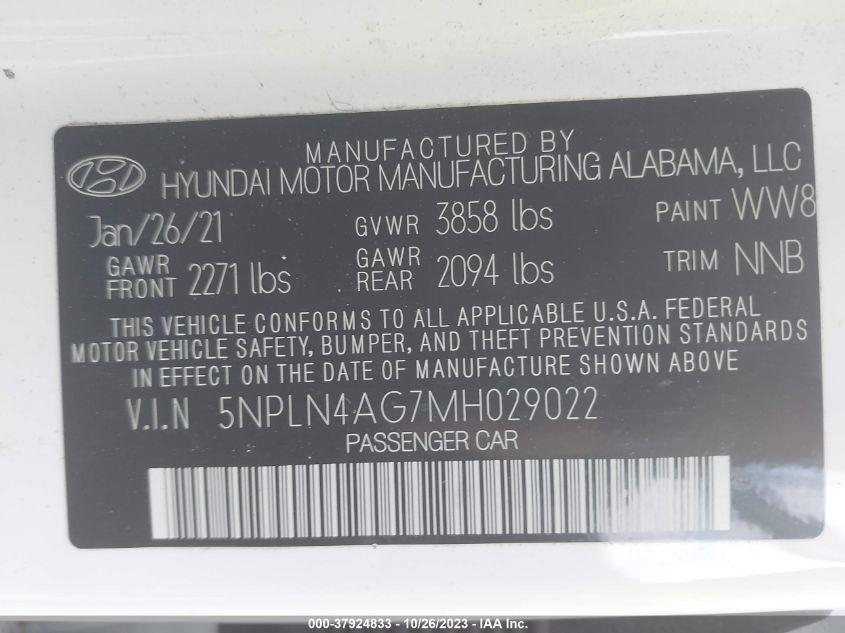 MANUFACTURED BY
HYUNDAI MOTOR MANUFACTURING ALABAMA, LLC
Jan/26/21 GVWR 3858 lbs PAINT WW8
GAWR FRONT 2271 lbs GAWR REAR 2094 lbs TRIM NNB
THIS VEHICLE CONFORMS TO ALL APPLICABLE U.S.A. FEDERAL
MOTOR VEHICLE SAFETY, BUMPER, AND THEFT PREVENTION STANDARDS
IN EFFECT ON THE DATE OF MANUFACTURE SHOWN ABOVE
V.I.N 5NPLN4AG7MH029022
PASSENGER CAR
000-37924833 - 10/26/2023 - IAA Inc.